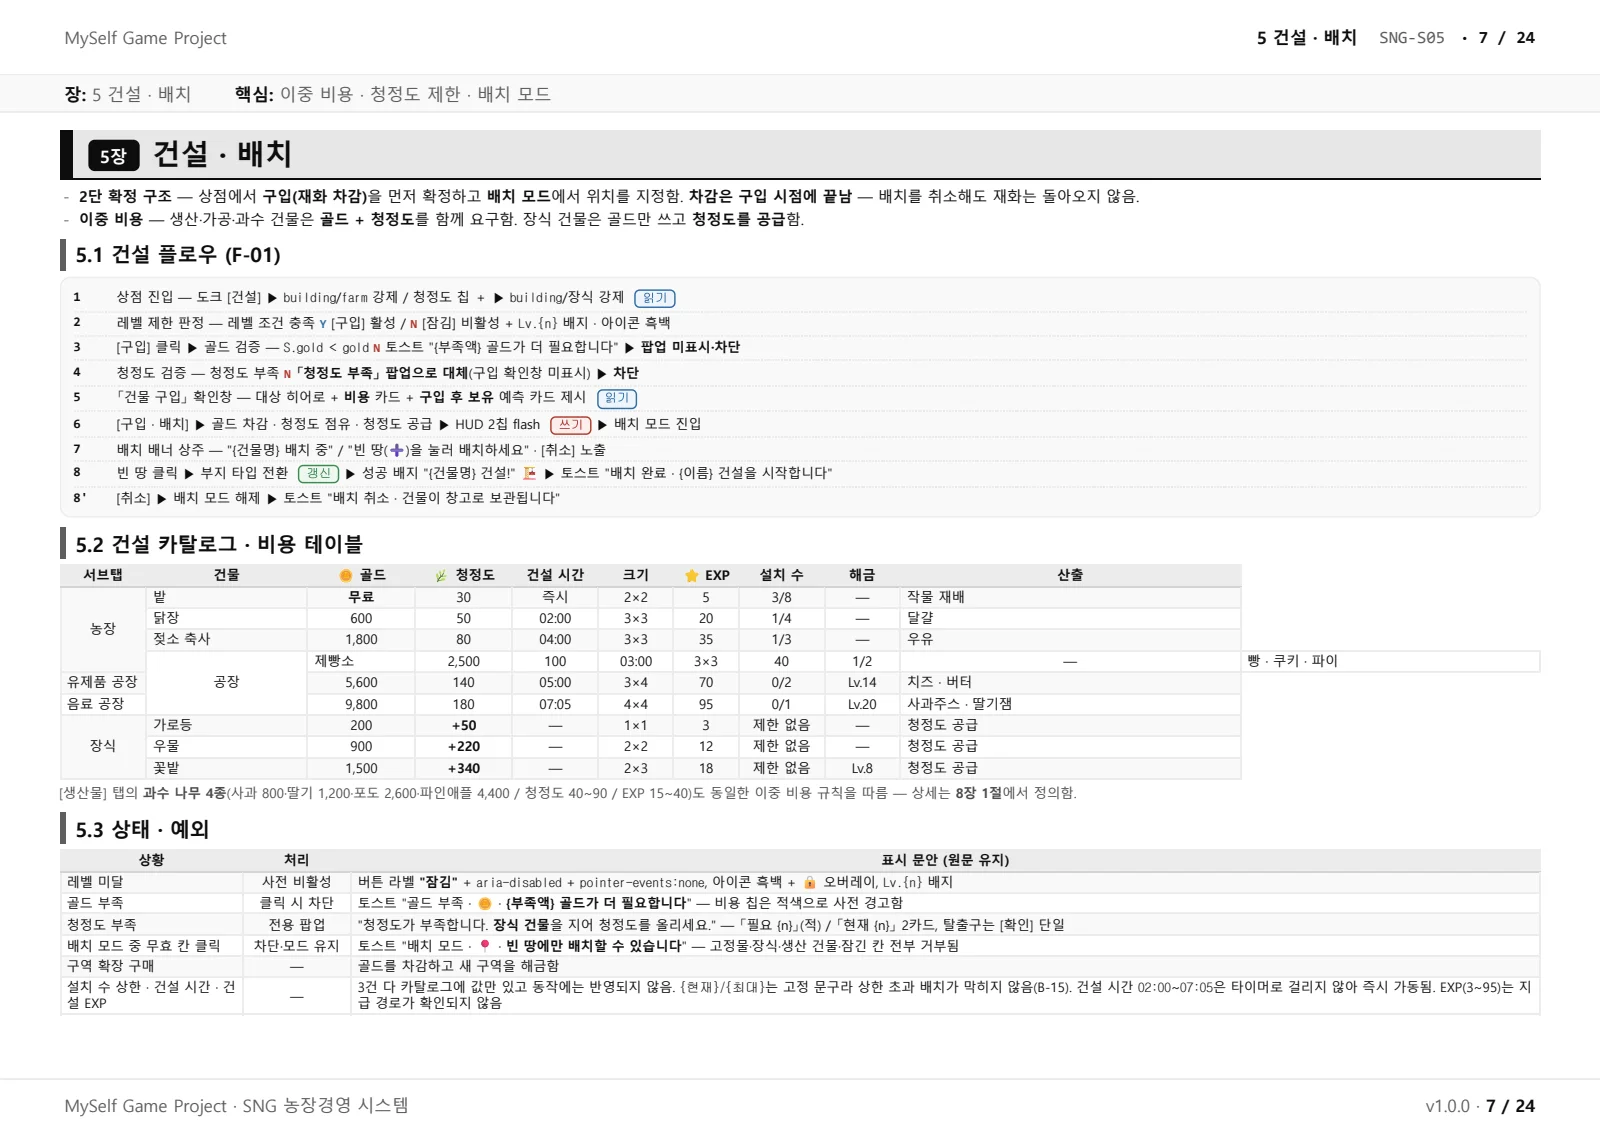 MySelf Game Project
5 건설 · 배치 SNG-S05 · 7 / 24
장: 5 건설 · 배치 핵심: 이중 비용 · 청정도 제한 · 배치 모드
5장 건설 · 배치
- 2단 확정 구조 — 상점에서 구입(재화 차감)을 먼저 확정하고 배치 모드에서 위치를 지정함. 차감은 구입 시점에 끝남 — 배치를 취소해도 재화는 돌아오지 않음.
- 이중 비용 — 생산·가공·과수 건물은 골드 + 청정도를 함께 요구함. 장식 건물은 골드만 쓰고 청정도를 공급함.
5.1 건설 플로우 (F-01)
1 상점 진입 — 도크 [건설] ▶ building/farm 강제 / 청정도 칩 + ▶ building/장식 강제 읽기
2 레벨 제한 판정 — 레벨 조건 충족 Y [구입] 활성 / N [잠김] 비활성 + Lv.{n} 배지 · 아이콘 흑백
3 [구입] 클릭 ▶ 골드 검증 — S.gold < gold N 토스트 "{부족액} 골드가 더 필요합니다" ▶ 팝업 미표시·차단
4 청정도 검증 — 청정도 부족 N 「청정도 부족」 팝업으로 대체(구입 확인창 미표시) ▶ 차단
5 「건물 구입」 확인창 — 대상 히어로 + 비용 카드 + 구입 후 보유 예측 카드 제시 읽기
6 [구입 · 배치] ▶ 골드 차감 · 청정도 점유 · 청정도 공급 ▶ HUD 2칩 flash 쓰기 ▶ 배치 모드 진입
7 배치 배너 상주 — "{건물명} 배치 중" / "빈 땅(➕)을 눌러 배치하세요" · [취소] 노출
8 빈 땅 클릭 ▶ 부지 타입 전환 갱신 ▶ 성공 배지 "{건물명} 건설!" 🏗️ ▶ 토스트 "배치 완료 · {이름} 건설을 시작합니다"
8' [취소] ▶ 배치 모드 해제 ▶ 토스트 "배치 취소 · 건물이 창고로 보관됩니다"
5.2 건설 카탈로그 · 비용 테이블
서브탭 건물 🪙 골드 🌿 청정도 건설 시간 크기 ⭐ EXP 설치 수 해금 산출
농장 밭 무료 30 즉시 2×2 5 3/8 — 작물 재배
닭장 600 50 02:00 3×3 20 1/4 — 달걀
젖소 축사 1,800 80 04:00 3×3 35 1/3 — 우유
공장 제빵소 2,500 100 03:00 3×3 40 1/2 — 빵 · 쿠키 · 파이
유제품 공장 5,600 140 05:00 3×4 70 0/2 Lv.14 치즈 · 버터
음료 공장 9,800 180 07:05 4×4 95 0/1 Lv.20 사과주스 · 딸기잼
장식 가로등 200 +50 — 1×1 3 제한 없음 — 청정도 공급
우물 900 +220 — 2×2 12 제한 없음 — 청정도 공급
꽃밭 1,500 +340 — 2×3 18 제한 없음 Lv.8 청정도 공급
[생산물] 탭의 과수 나무 4종(사과 800·딸기 1,200·포도 2,600·파인애플 4,400 / 청정도 40~90 / EXP 15~40)도 동일한 이중 비용 규칙을 따름 — 상세는 8장 1절에서 정의함.
5.3 상태 · 예외
상황 처리 표시 문안 (원문 유지)
레벨 미달 사전 비활성 버튼 라벨 "잠김" + aria-disabled + pointer-events:none, 아이콘 흑백 + 🔒 오버레이, Lv.{n} 배지
골드 부족 클릭 시 차단 토스트 "골드 부족 · 🪙 · {부족액} 골드가 더 필요합니다" — 비용 칩은 적색으로 사전 경고함
청정도 부족 전용 팝업 "청정도가 부족합니다. 장식 건물을 지어 청정도를 올리세요." — 「필요 {n}」(적) / 「현재 {n}」 2카드, 탈출구는 [확인] 단일
배치 모드 중 무효 칸 클릭 차단·모드 유지 토스트 "배치 모드 · 📍 · 빈 땅에만 배치할 수 있습니다" — 고정물·장식·생산 건물·잠긴 칸 전부 거부됨
구역 확장 구매 — 골드를 차감하고 새 구역을 해금함
설치 수 상한 · 건설 시간 · 건설 EXP — 3건 다 카탈로그에 값만 있고 동작에는 반영되지 않음. {현재}/{최대}는 고정 문구라 상한 초과 배치가 막히지 않음(B-15). 건설 시간 02:00~07:05은 타이머로 걸리지 않아 즉시 가동됨. EXP(3~95)는 지급 경로가 확인되지 않음
MySelf Game Project · SNG 농장경영 시스템
v1.0.0 · 7 / 24